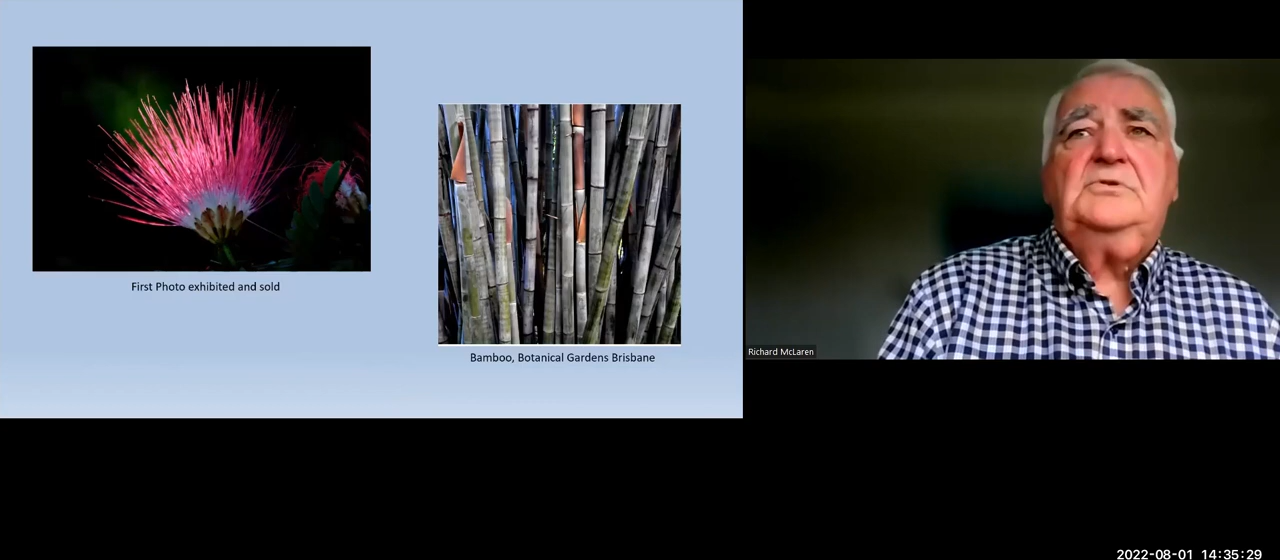 First Photo exhibited and sold
Bamboo, Botanical Gardens Brisbane
Richard McLaren
2022-08-01 14:35:29